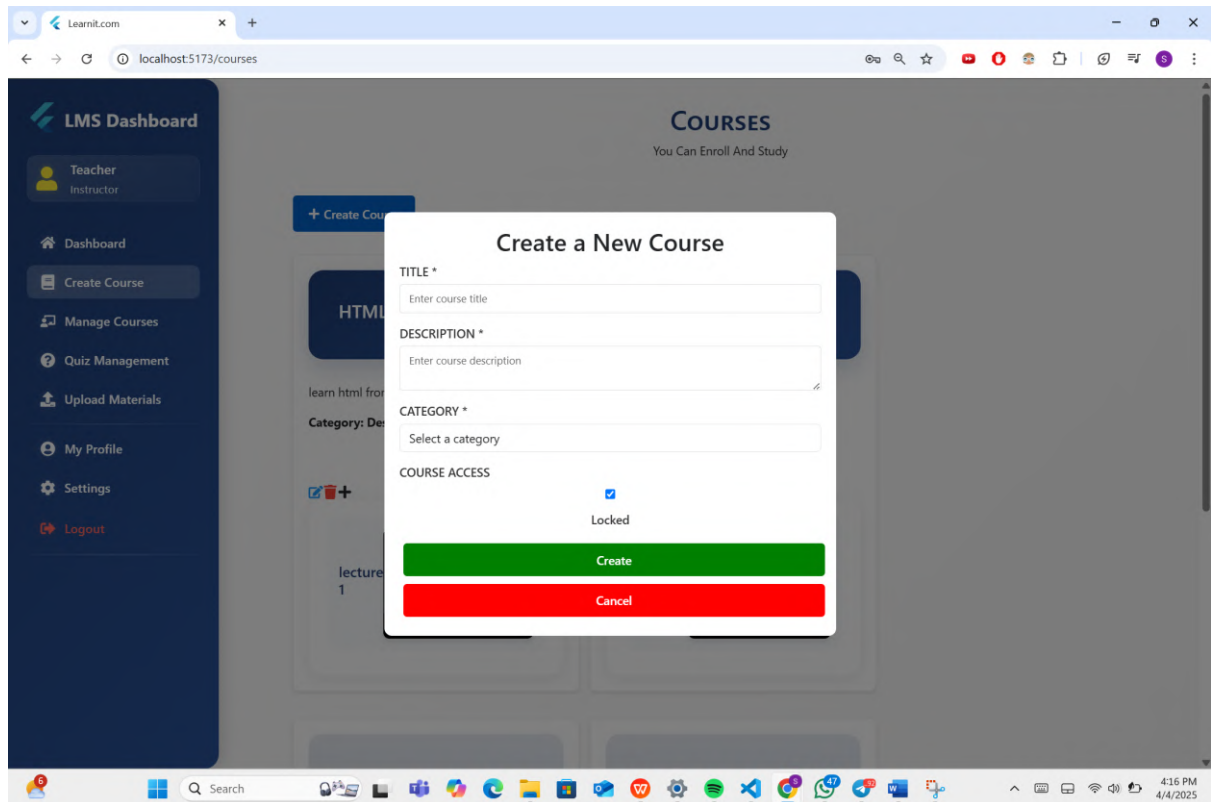 Learnit.com
localhost:5173/courses
S
LMS Dashboard
Teacher
Instructor
Dashboard
Create Course
Manage Courses
Quiz Management
Upload Materials
My Profile
Settings
Logout
COURSES
You Can Enroll And Study
+ Create Cou
HTML
learn html fror
Category: De
lecture
1
Create a New Course
TITLE *
Enter course title
DESCRIPTION *
Enter course description
CATEGORY *
Select a category
COURSE ACCESS
Locked
Create
Cancel
6
Search
47
4:16 PM
4/4/2025